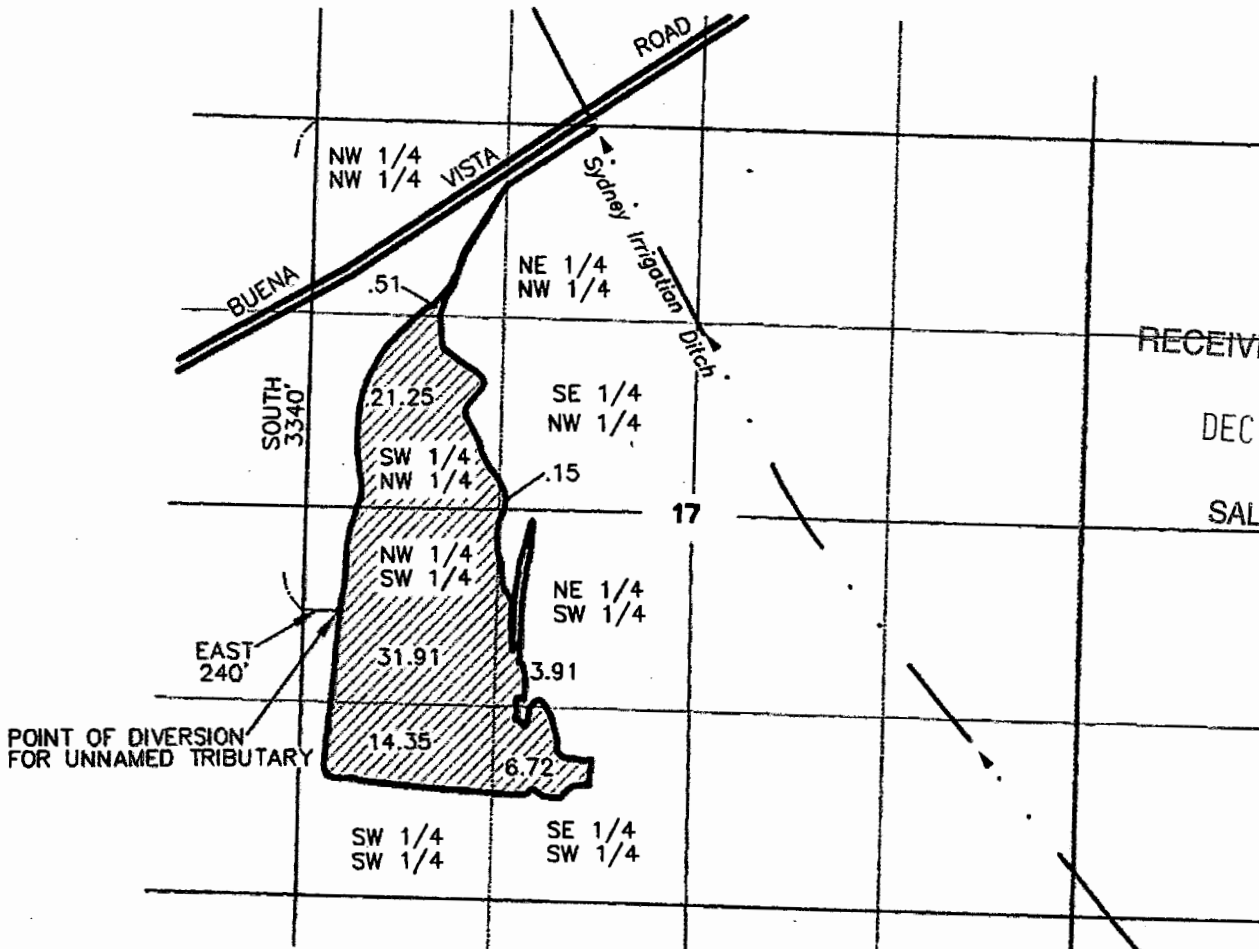 ROAD
VISTA
BUENA
NW 1/4
NW 1/4
Sydney Irrigation Ditch
NE 1/4
NW 1/4
.51
SOUTH
3340'
21.25
SW 1/4
NW 1/4
SE 1/4
NW 1/4
.15
17
NW 1/4
SW 1/4
NE 1/4
SW 1/4
EAST
240'
31.91
3.91
POINT OF DIVERSION
FOR UNNAMED TRIBUTARY
14.35
6.72
SW 1/4
SW 1/4
SE 1/4
SW 1/4
RECEIV
DEC
SAL